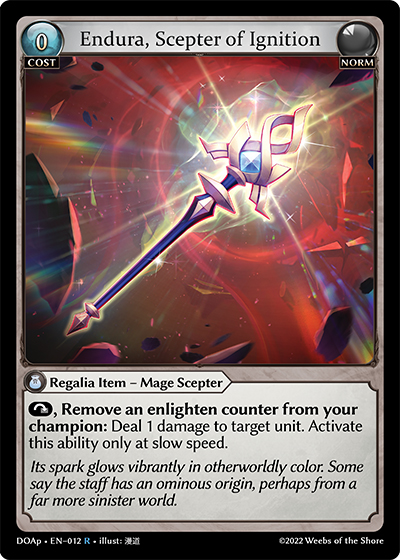 0
COST
Endura, Scepter of Ignition
NORM
Regalia Item – Mage Scepter
, Remove an enlighten counter from your
champion: Deal 1 damage to target unit. Activate
this ability only at slow speed.
Its spark glows vibrantly in otherworldly color. Some
say the staff has an ominous origin, perhaps from a
far more sinister world.
DOAp • EN-012 R • illust: 漫道
©2022 Weebs of the Shore